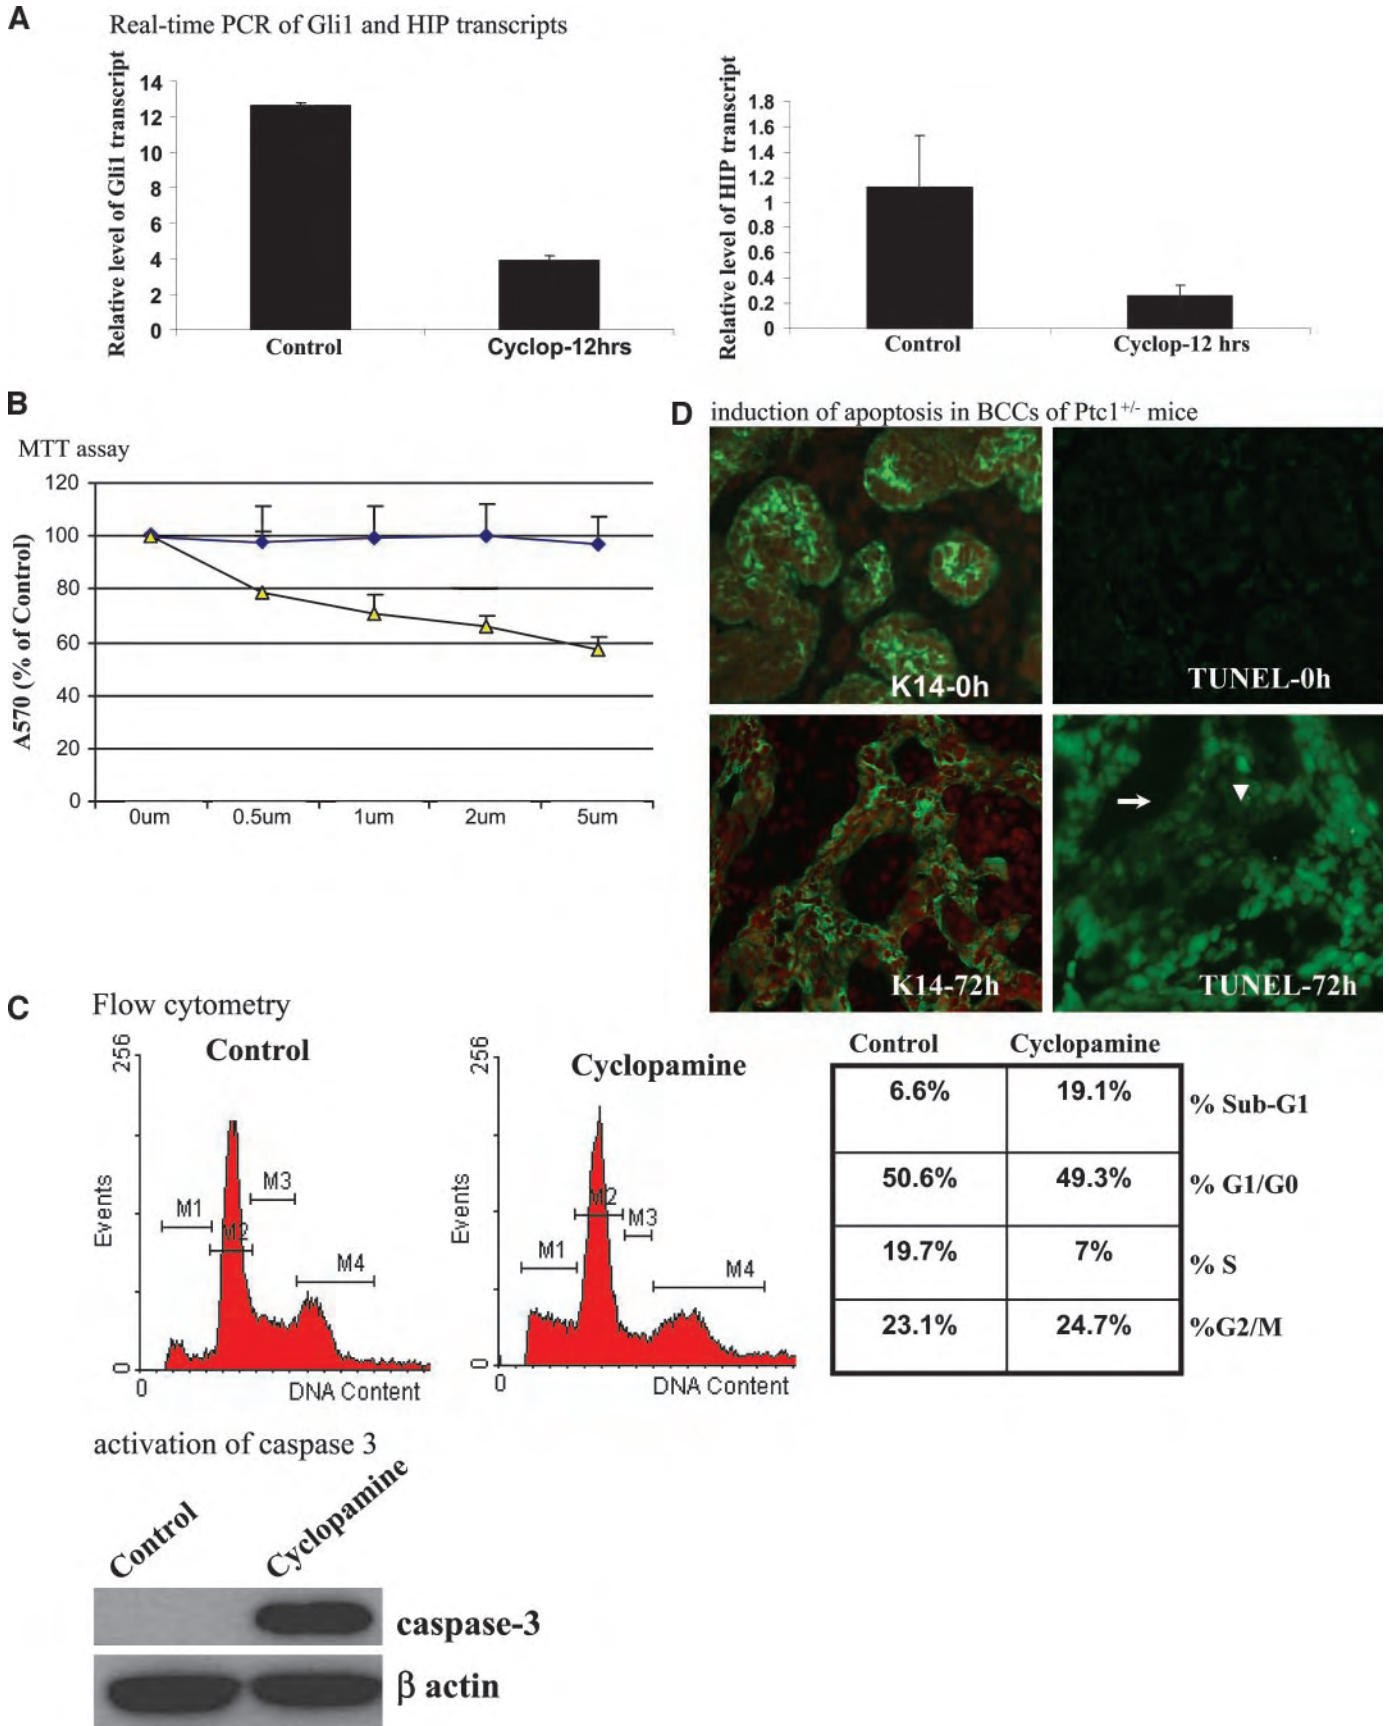 A
Real-time PCR of Gli1 and HIP transcripts
Relative level of Gli1 transcript
14
12
10
8
6
4
2
0
Control
Cyclop-12hrs
Relative level of HIP transcript
1.8
1.6
1.4
1.2
1
0.8
0.6
0.4
0.2
0
Control
Cyclop-12 hrs
B
MTT assay
A570 (% of Control)
120
100
80
60
40
20
0
0um
0.5um
1um
2um
5um
D induction of apoptosis in BCCs of Ptc1+/- mice
K14-0h
TUNEL-0h
K14-72h
TUNEL-72h
C
Flow cytometry
Control
256
Events
0
M1
M2
M3
M4
0
DNA Content
Cyclopamine
256
Events
0
M1
M2
M3
M4
0
DNA Content
Control Cyclopamine
6.6% 19.1% % Sub-G1
50.6% 49.3% % G1/G0
19.7% 7% % S
23.1% 24.7% %G2/M
activation of caspase 3
Control
Cyclopamine
caspase-3
β actin